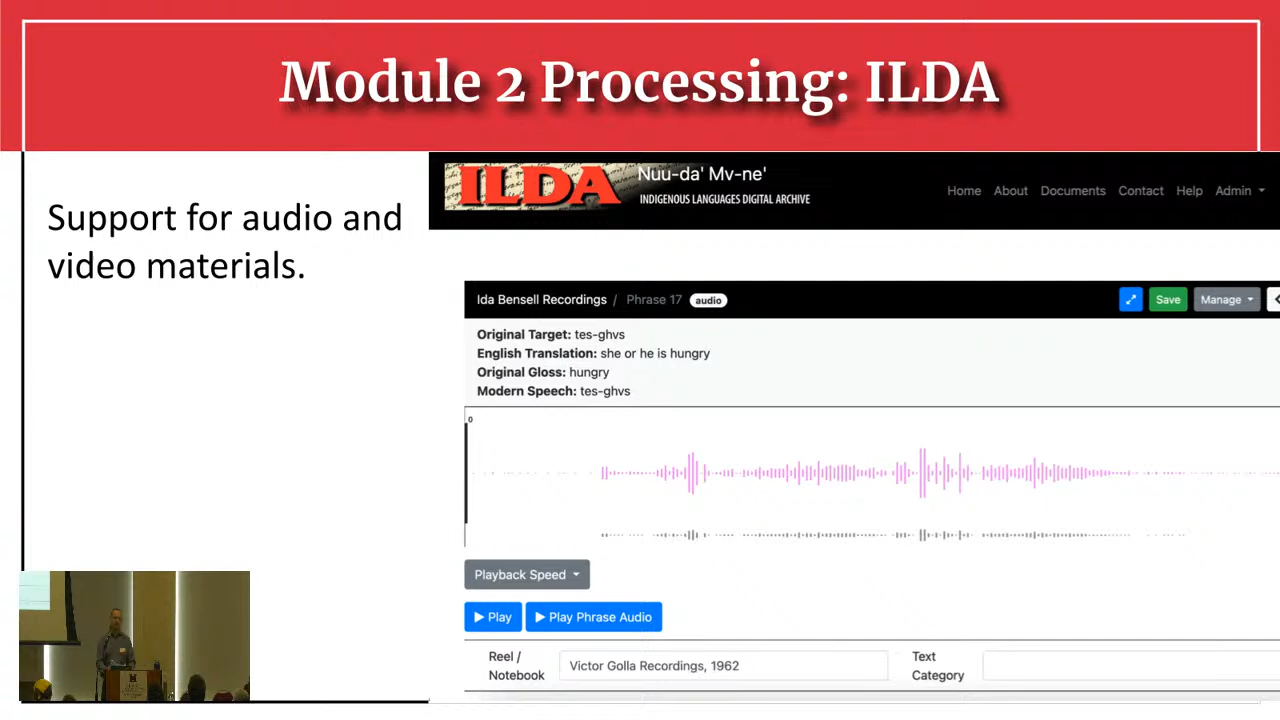 Module 2 Processing: ILDA
Support for audio and
video materials.
ILDA
Nuu-da' Mv-ne'
INDIGENOUS LANGUAGES DIGITAL ARCHIVE
Home About Documents Contact Help Admin
Ida Bensell Recordings / Phrase 17 audio
Save Manage
Original Target: tes-ghvs
English Translation: she or he is hungry
Original Gloss: hungry
Modern Speech: tes-ghvs
0
Playback Speed
Play Play Phrase Audio
Reel /
Notebook
Victor Golla Recordings, 1962
Text
Category